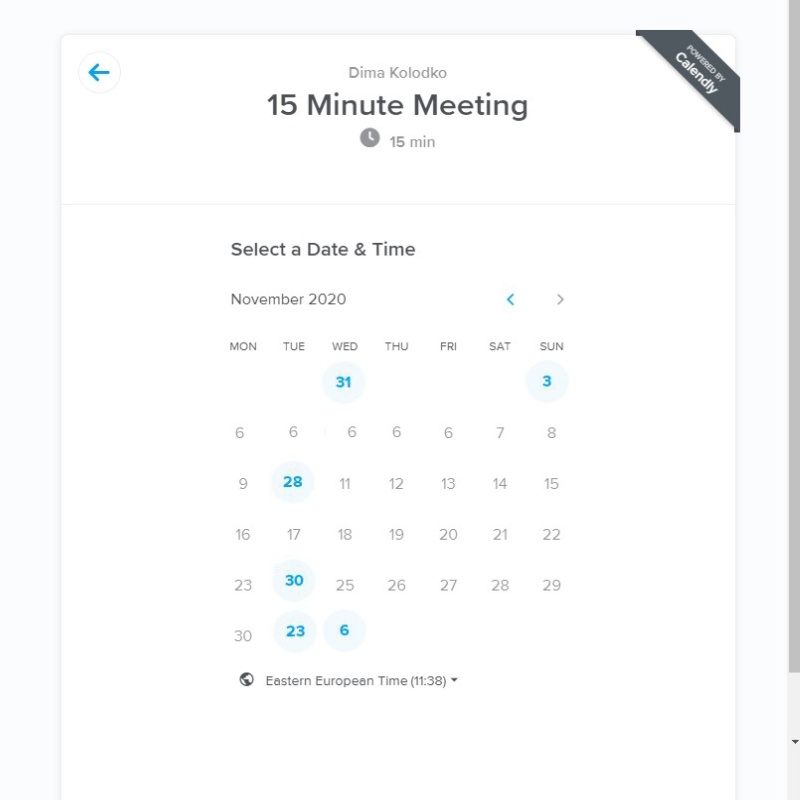 Dima Kolodko
POWERED BY
Calendly
15 Minute Meeting
15 min
Select a Date & Time
November 2020
MON TUE WED THU FRI SAT SUN
31 3
6 6 6 6 6 7 8
9 28 11 12 13 14 15
16 17 18 19 20 21 22
23 30 25 26 27 28 29
30 23 6
Eastern European Time (11:38)